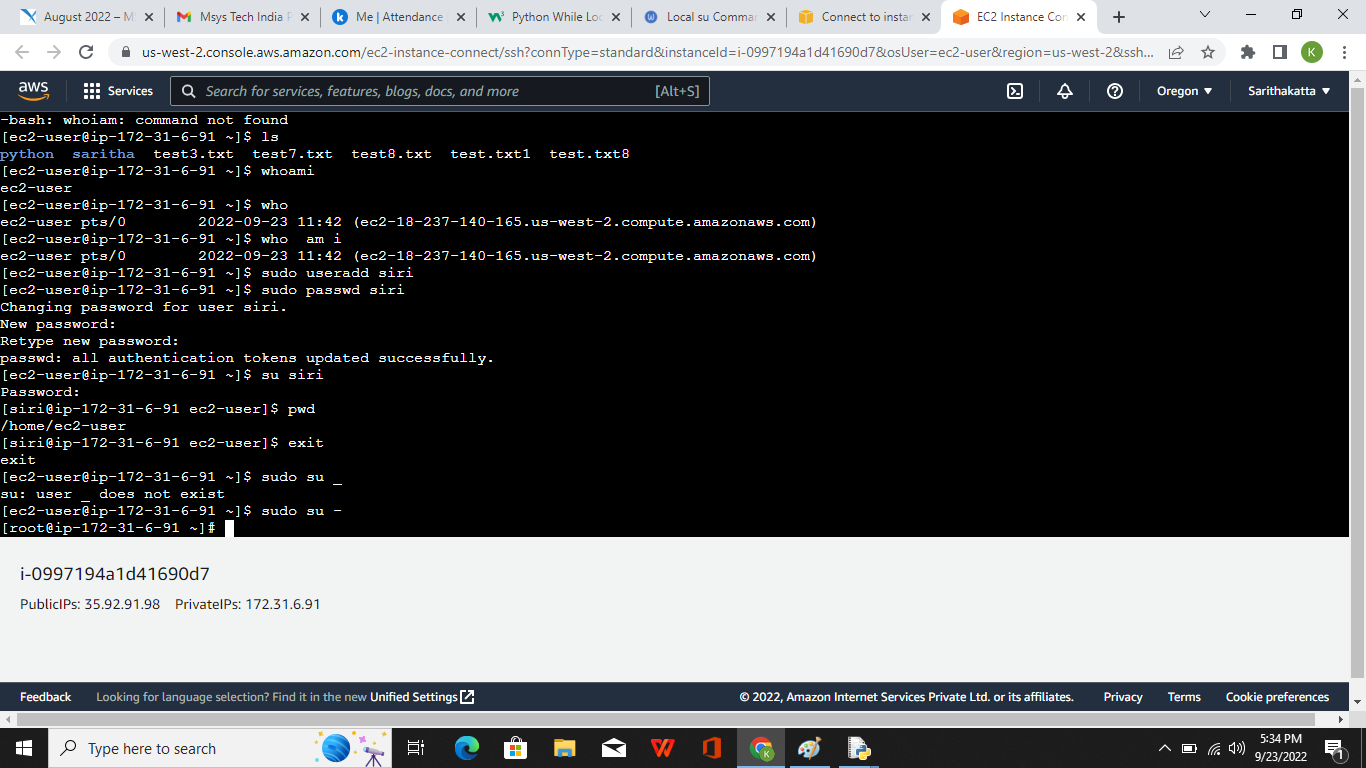 August 2022 – M
Msys Tech India P
Me | Attendance
Python While Loo
Local su Comma
Connect to instan
EC2 Instance Con
us-west-2.console.aws.amazon.com/ec2-instance-connect/ssh?connType=standard&instanceId=i-0997194a1d41690d7&osUser=ec2-user&region=us-west-2&ssh...
K
aws
Services
Search for services, features, blogs, docs, and more
[Alt+S]
Oregon
Sarithakatta
-bash: whoiam: command not found
[ec2-user@ip-172-31-6-91 ~]$ ls
python  saritha  test3.txt  test7.txt  test8.txt  test.txt1  test.txt8
[ec2-user@ip-172-31-6-91 ~]$ whoami
ec2-user
[ec2-user@ip-172-31-6-91 ~]$ who
ec2-user pts/0        2022-09-23 11:42 (ec2-18-237-140-165.us-west-2.compute.amazonaws.com)
[ec2-user@ip-172-31-6-91 ~]$ who  am i
ec2-user pts/0        2022-09-23 11:42 (ec2-18-237-140-165.us-west-2.compute.amazonaws.com)
[ec2-user@ip-172-31-6-91 ~]$ sudo useradd siri
[ec2-user@ip-172-31-6-91 ~]$ sudo passwd siri
Changing password for user siri.
New password:
Retype new password:
passwd: all authentication tokens updated successfully.
[ec2-user@ip-172-31-6-91 ~]$ su siri
Password:
[siri@ip-172-31-6-91 ec2-user]$ pwd
/home/ec2-user
[siri@ip-172-31-6-91 ec2-user]$ exit
exit
[ec2-user@ip-172-31-6-91 ~]$ sudo su _
su: user _ does not exist
[ec2-user@ip-172-31-6-91 ~]$ sudo su -
[root@ip-172-31-6-91 ~]#
i-0997194a1d41690d7
PublicIPs: 35.92.91.98    PrivateIPs: 172.31.6.91
Feedback
Looking for language selection? Find it in the new Unified Settings
© 2022, Amazon Internet Services Private Ltd. or its affiliates.
Privacy
Terms
Cookie preferences
Type here to search
5:34 PM
9/23/2022
1